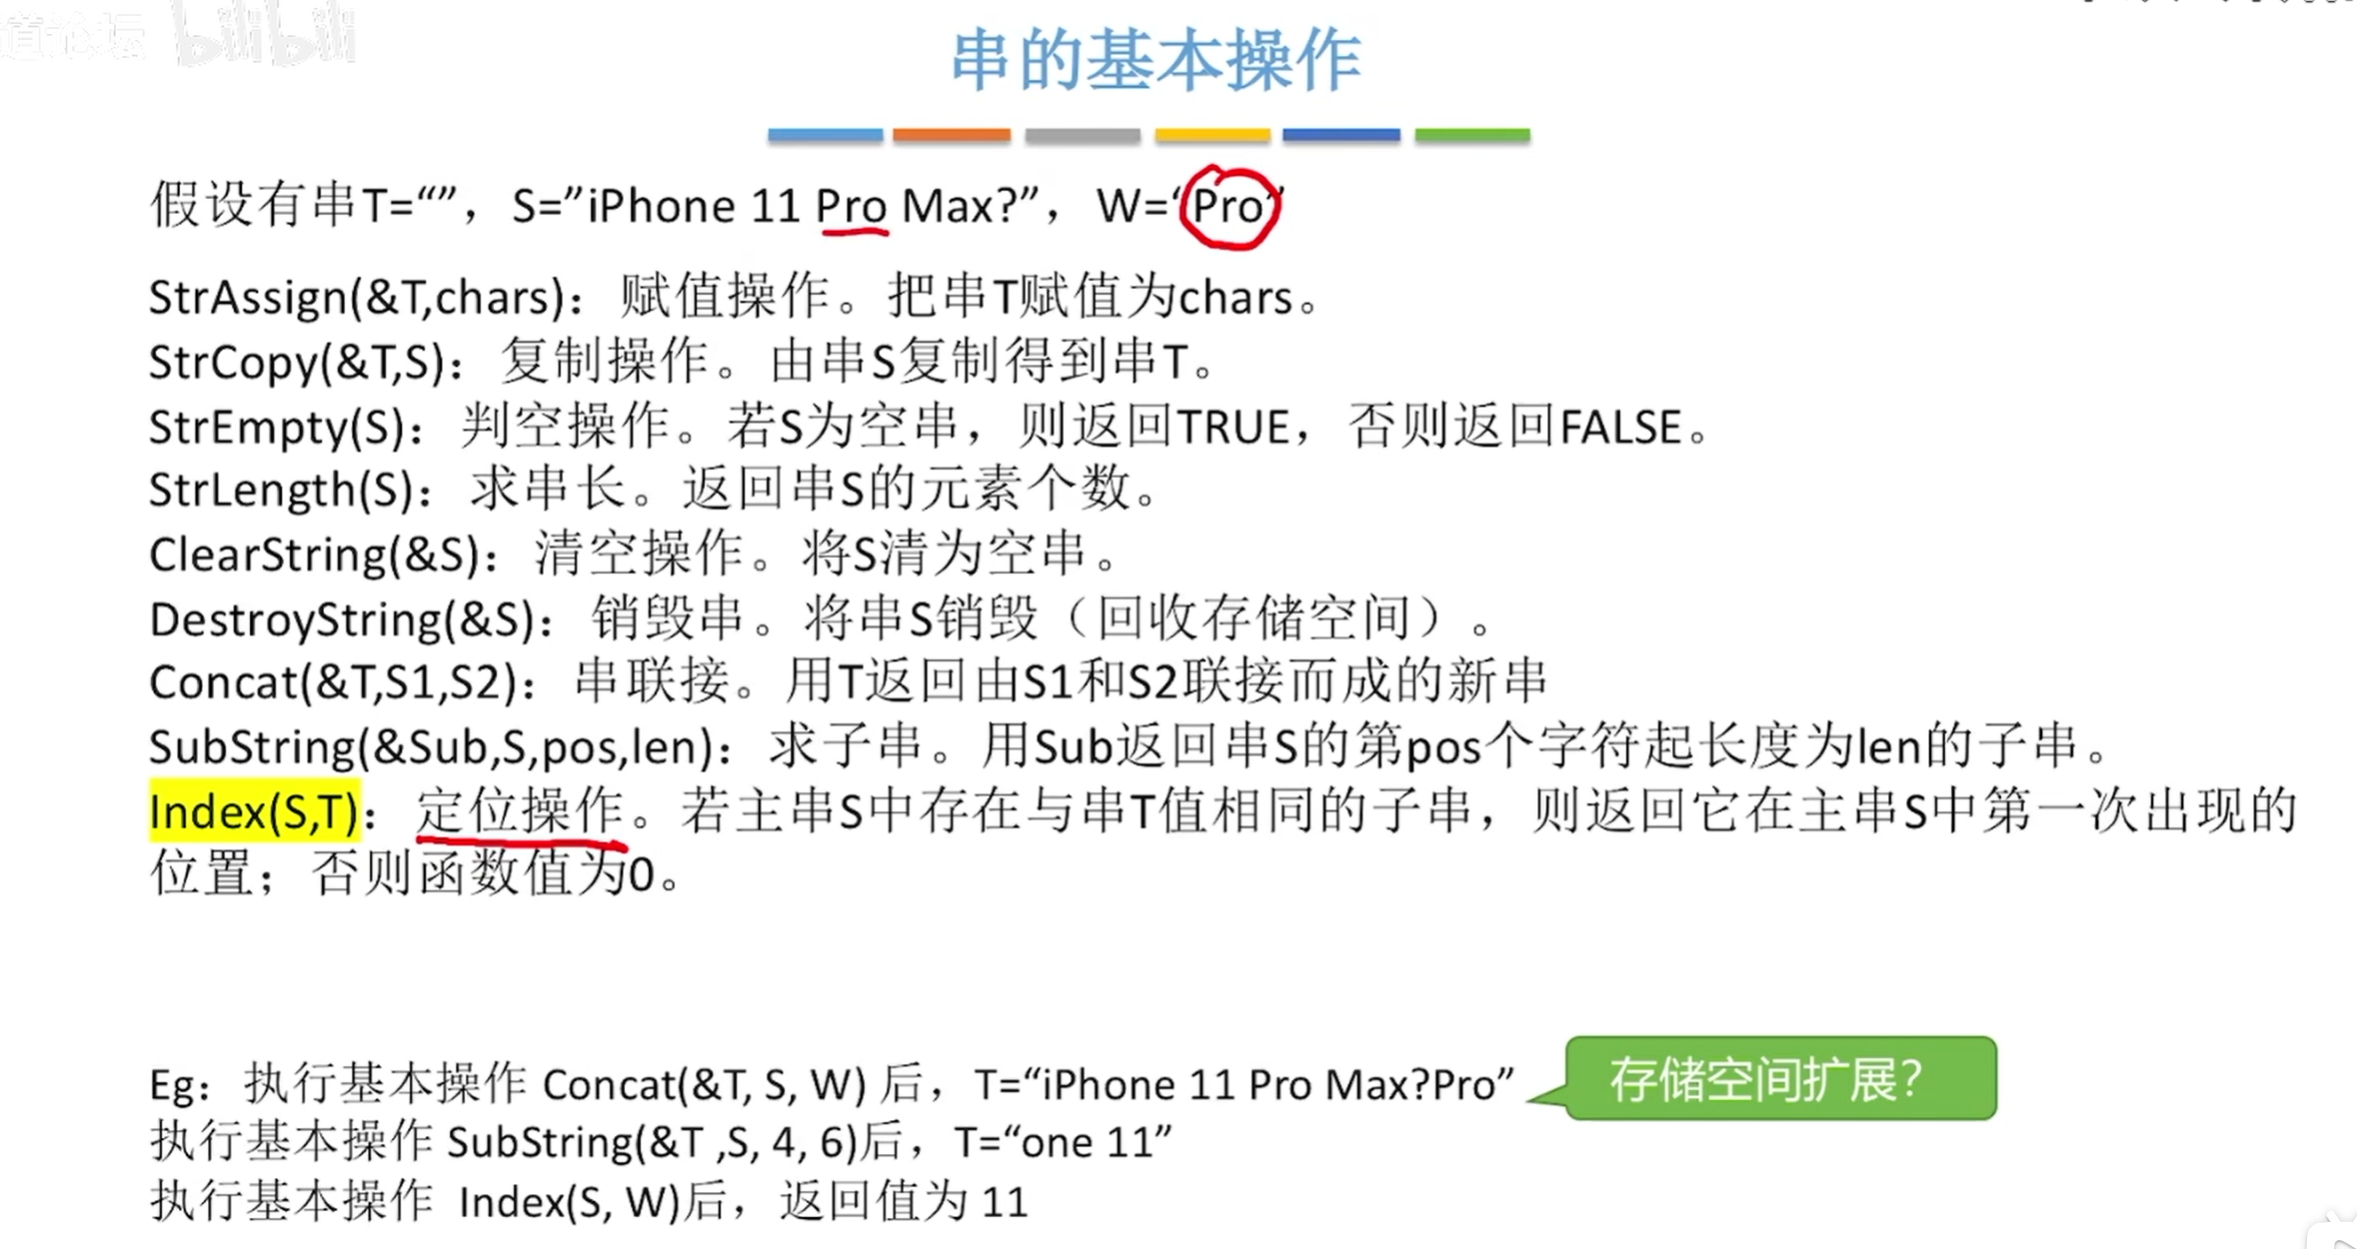 道论坛 bilibili
串的基本操作
假设有串T=“”，S=”iPhone 11 Pro Max?”，W=‘Pro’
StrAssign(&T,chars)：赋值操作。把串T赋值为chars。
StrCopy(&T,S)：复制操作。由串S复制得到串T。
StrEmpty(S)：判空操作。若S为空串，则返回TRUE，否则返回FALSE。
StrLength(S)：求串长。返回串S的元素个数。
ClearString(&S)：清空操作。将S清为空串。
DestroyString(&S)：销毁串。将串S销毁（回收存储空间）。
Concat(&T,S1,S2)：串联接。用T返回由S1和S2联接而成的新串
SubString(&Sub,S,pos,len)：求子串。用Sub返回串S的第pos个字符起长度为len的子串。
Index(S,T)：定位操作。若主串S中存在与串T值相同的子串，则返回它在主串S中第一次出现的
位置；否则函数值为0。
Eg：执行基本操作 Concat(&T, S, W) 后，T=“iPhone 11 Pro Max?Pro”
存储空间扩展？
执行基本操作 SubString(&T ,S, 4, 6)后，T=“one 11”
执行基本操作 Index(S, W)后，返回值为 11